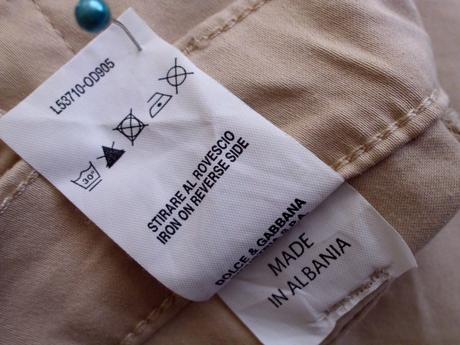 L53710-OD905
30°
STIRARE AL ROVESCIO
IRON ON REVERSE SIDE
DOLCE & GABBANA
S.P.A.
MADE
IN ALBANIA